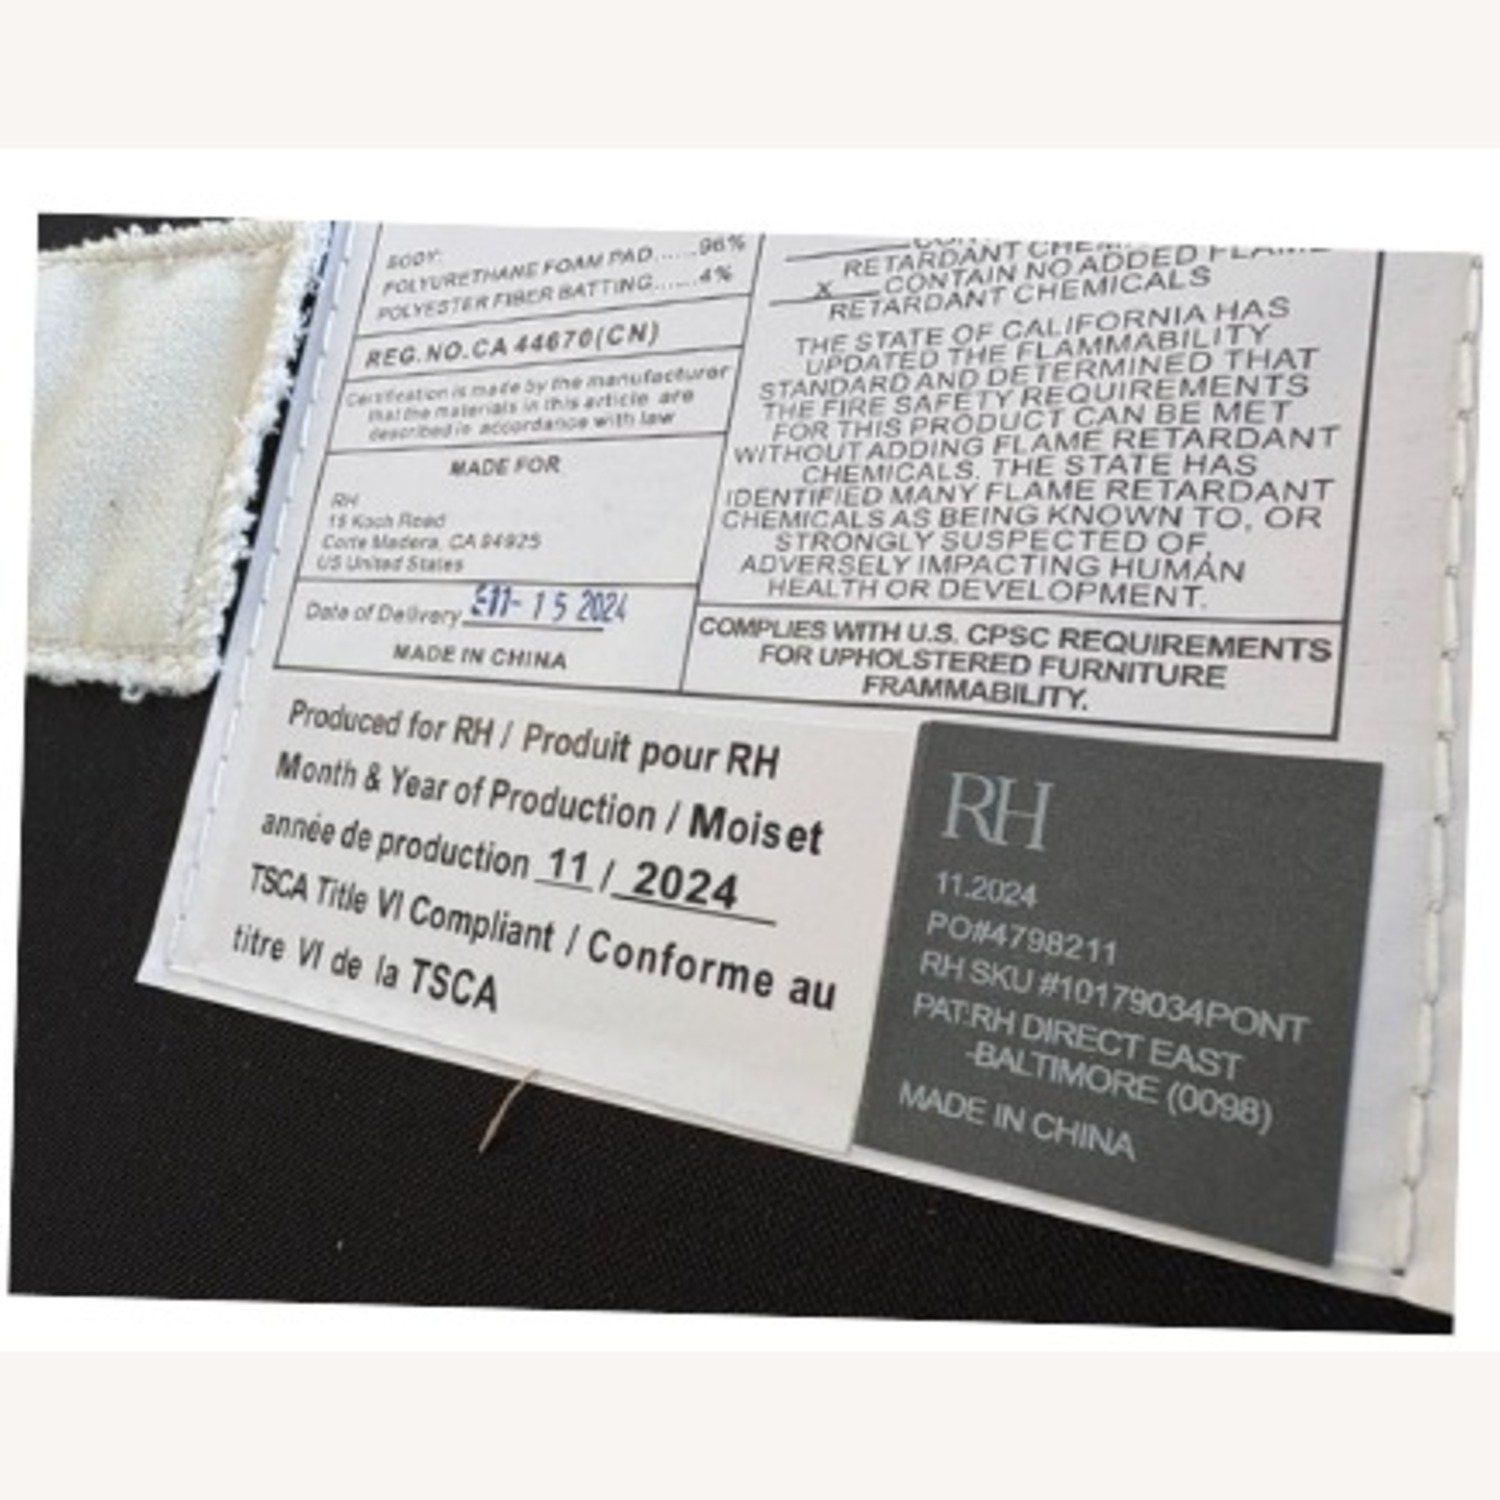 BODY:
POLYURETHANE FOAM PAD......96%
POLYESTER FIBER BATTING.......4%
REG.NO.CA 44670(CN)
Certification is made by the manufacturer
that the materials in this article are
described in accordance with law
MADE FOR
RH
15 Koch Road
Corte Madera, CA 94925
US United States
Date of Delivery 11- 15 2024
MADE IN CHINA
RETARDANT CHEM
X CONTAIN NO ADDED FLAME
RETARDANT CHEMICALS
THE STATE OF CALIFORNIA HAS
UPDATED THE FLAMMABILITY
STANDARD AND DETERMINED THAT
THE FIRE SAFETY REQUIREMENTS
FOR THIS PRODUCT CAN BE MET
WITHOUT ADDING FLAME RETARDANT
CHEMICALS. THE STATE HAS
IDENTIFIED MANY FLAME RETARDANT
CHEMICALS AS BEING KNOWN TO, OR
STRONGLY SUSPECTED OF,
ADVERSELY IMPACTING HUMAN
HEALTH OR DEVELOPMENT.
COMPLIES WITH U.S. CPSC REQUIREMENTS
FOR UPHOLSTERED FURNITURE
FRAMMABILITY.
Produced for RH / Produit pour RH
Month & Year of Production / Mois et
année de production 11 / 2024
TSCA Title VI Compliant / Conforme au
titre VI de la TSCA
RH
11.2024
PO#4798211
RH SKU #10179034PONT
PAT:RH DIRECT EAST
-BALTIMORE (0098)
MADE IN CHINA